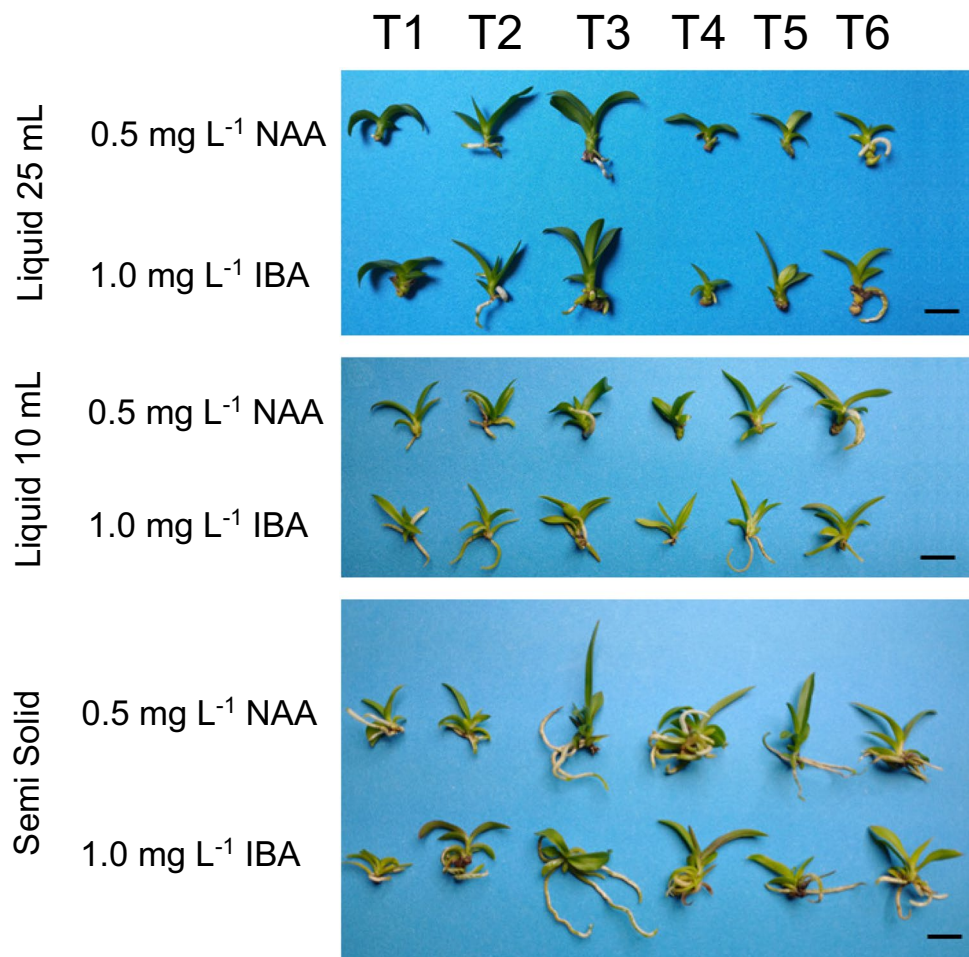 T1 T2 T3 T4 T5 T6
Liquid 25 mL
0.5 mg L⁻¹ NAA
1.0 mg L⁻¹ IBA
Liquid 10 mL
0.5 mg L⁻¹ NAA
1.0 mg L⁻¹ IBA
Semi Solid
0.5 mg L⁻¹ NAA
1.0 mg L⁻¹ IBA